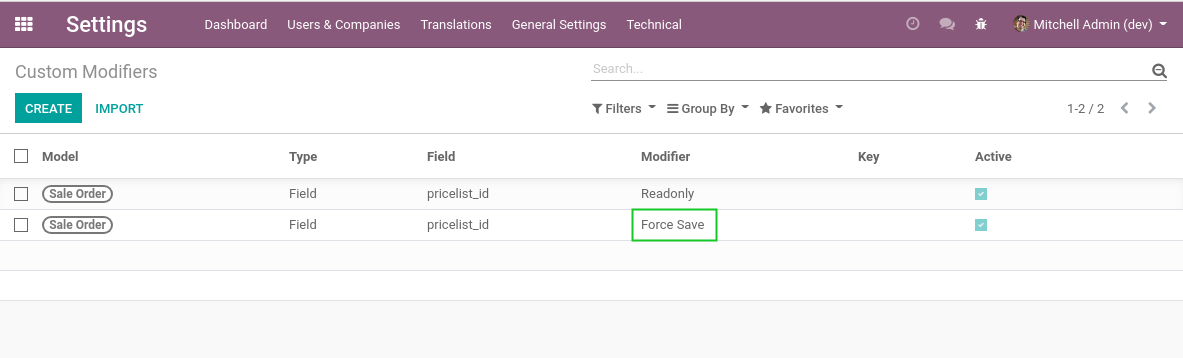 Settings Dashboard Users & Companies Translations General Settings Technical Mitchell Admin (dev)
Custom Modifiers Search...
CREATE IMPORT Filters Group By Favorites 1-2 / 2
Model Type Field Modifier Key Active
Sale Order Field pricelist_id Readonly
Sale Order Field pricelist_id Force Save